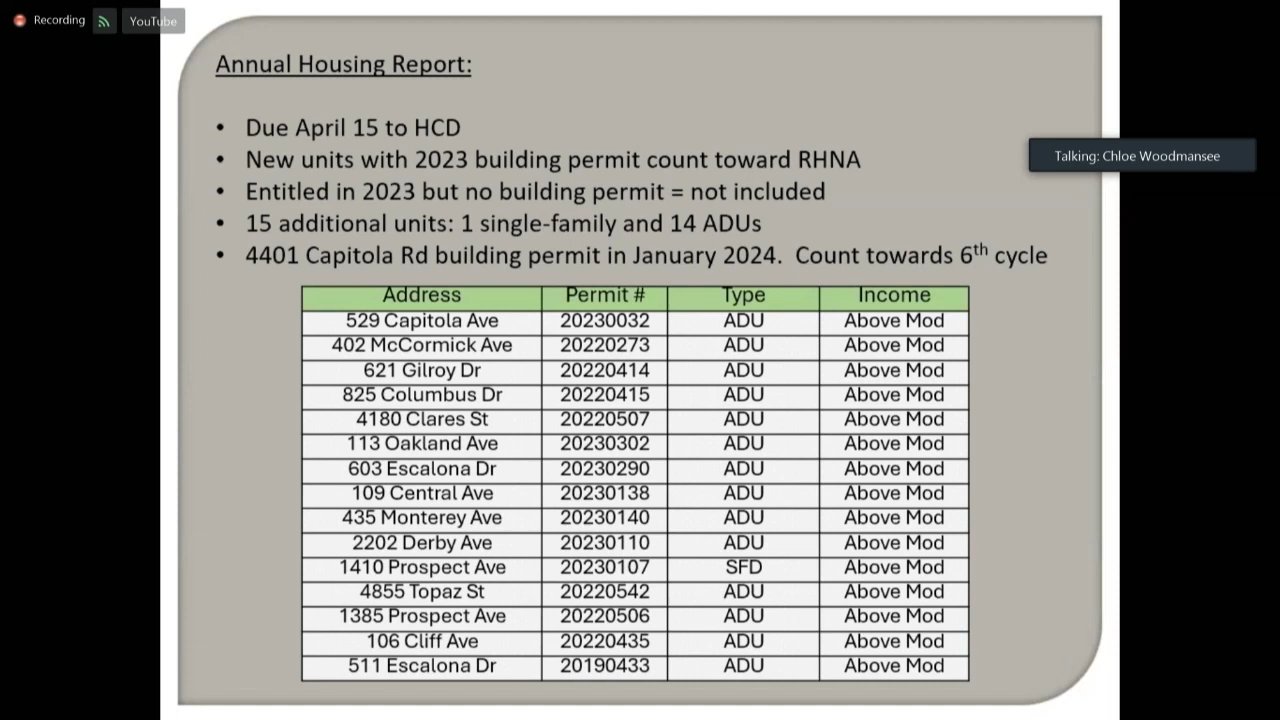 Recording
YouTube
Annual Housing Report:
• Due April 15 to HCD
• New units with 2023 building permit count toward RHNA
Talking: Chloe Woodmansee
• Entitled in 2023 but no building permit = not included
• 15 additional units: 1 single-family and 14 ADUs
• 4401 Capitola Rd building permit in January 2024.  Count towards 6th cycle
Address Permit # Type Income
529 Capitola Ave 20230032 ADU Above Mod
402 McCormick Ave 20220273 ADU Above Mod
621 Gilroy Dr 20220414 ADU Above Mod
825 Columbus Dr 20220415 ADU Above Mod
4180 Clares St 20220507 ADU Above Mod
113 Oakland Ave 20230302 ADU Above Mod
603 Escalona Dr 20230290 ADU Above Mod
109 Central Ave 20230138 ADU Above Mod
435 Monterey Ave 20230140 ADU Above Mod
2202 Derby Ave 20230110 ADU Above Mod
1410 Prospect Ave 20230107 SFD Above Mod
4855 Topaz St 20220542 ADU Above Mod
1385 Prospect Ave 20220506 ADU Above Mod
106 Cliff Ave 20220435 ADU Above Mod
511 Escalona Dr 20190433 ADU Above Mod